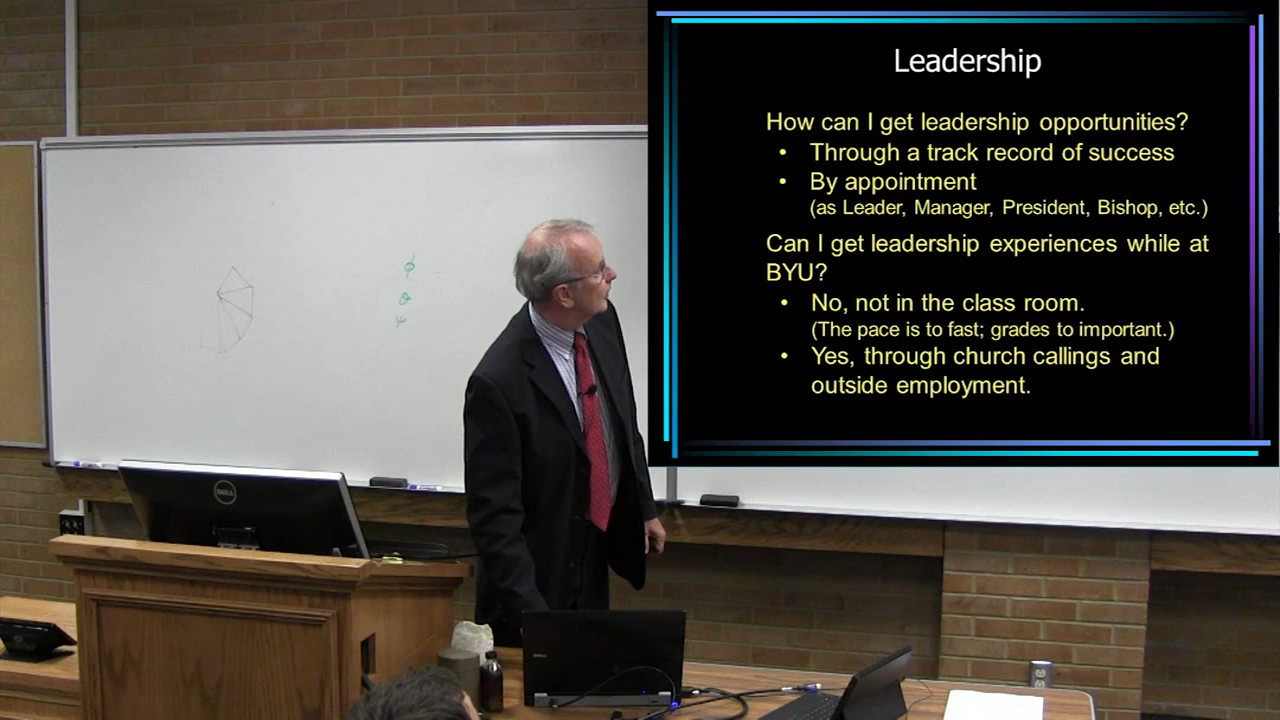 Leadership
How can I get leadership opportunities?
• Through a track record of success
• By appointment
(as Leader, Manager, President, Bishop, etc.)
Can I get leadership experiences while at
BYU?
• No, not in the class room.
(The pace is to fast; grades to important.)
• Yes, through church callings and
outside employment.
ϕ
θ
ψ
DELL
DELL